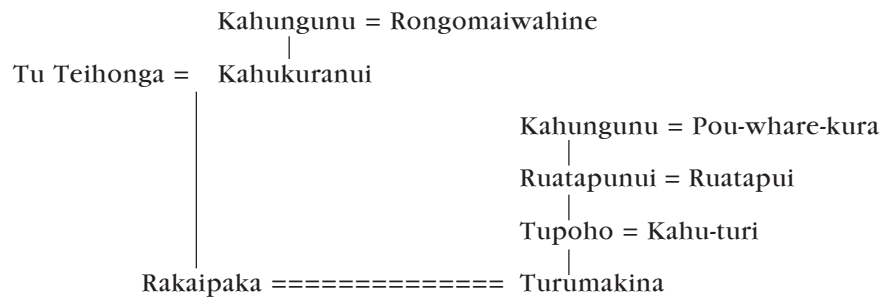 Kahungunu = Rongomaiwahine
Tu Teihonga = Kahukuranui
Kahungunu = Pou-whare-kura
Ruatapunui = Ruatapui
Tupoho = Kahu-turi
Rakaipaka ============== Turumakina